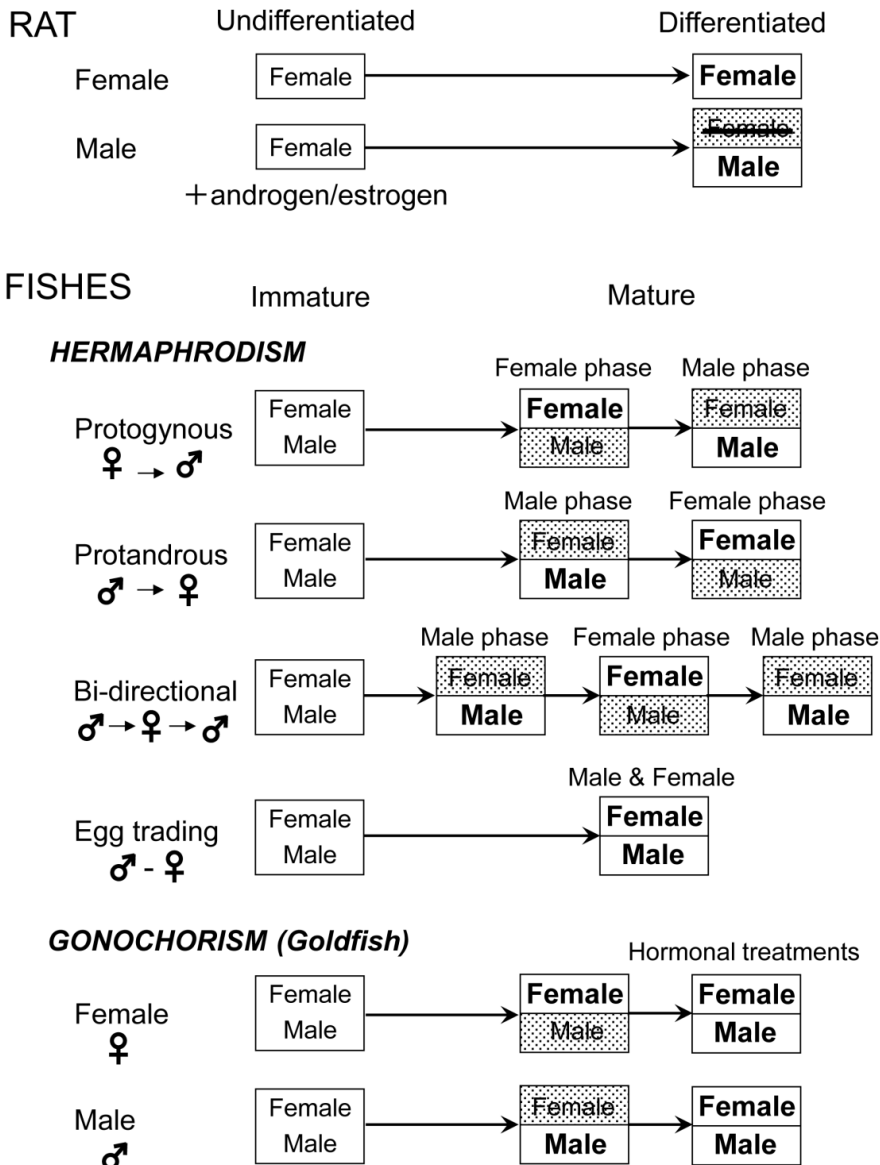 RAT
Undifferentiated Differentiated
Female Female Female
Male Female Female
Male
+androgen/estrogen
FISHES
Immature Mature
HERMAPHRODISM
Female phase Male phase
Protogynous Female Female Female
♀ → ♂ Male Male Male
Male phase Female phase
Protandrous Female Female Female
♂ → ♀ Male Male Male
Male phase Female phase Male phase
Bi-directional Female Female Female Female
♂→♀→♂ Male Male Male Male
Male & Female
Egg trading Female Female
♂ - ♀ Male Male
GONOCHORISM (Goldfish)
Hormonal treatments
Female Female Female Female
♀ Male Male Male
Male Female Female Female
♂ Male Male Male